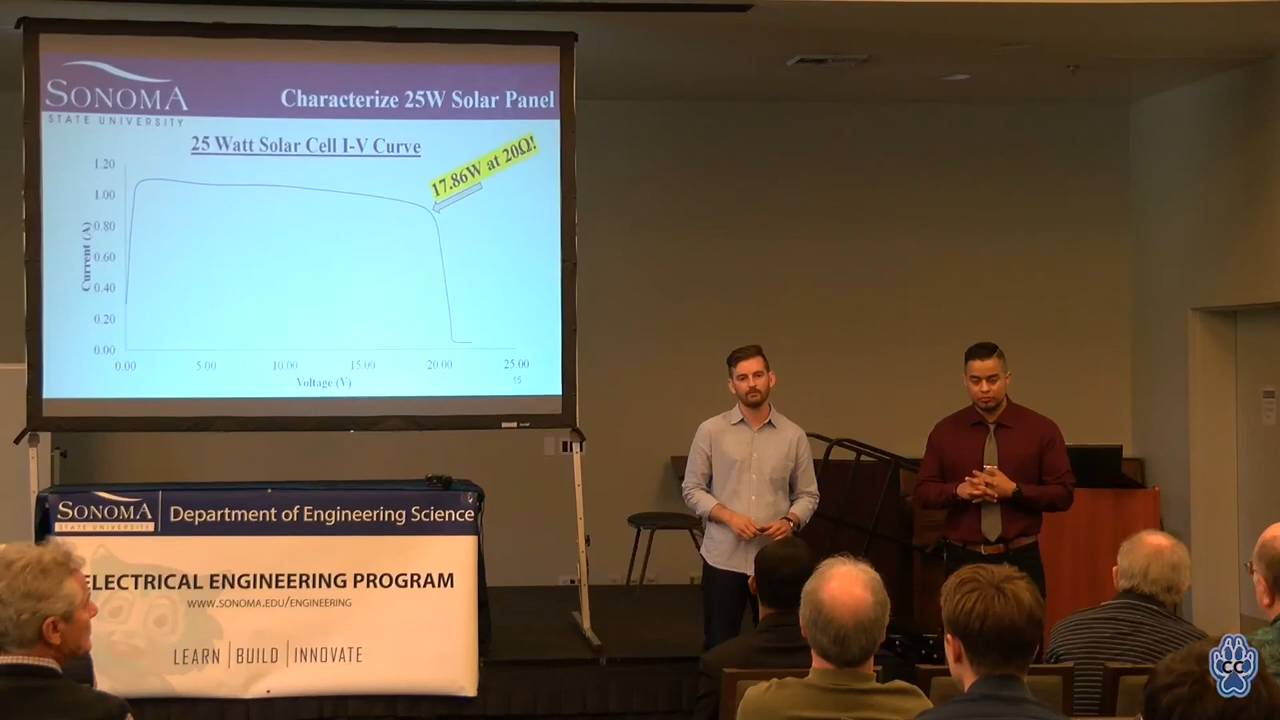 SONOMA
STATE UNIVERSITY
Characterize 25W Solar Panel
25 Watt Solar Cell I-V Curve
17.86W at 20Ω!
1.20
1.00
0.80
0.60
0.40
0.20
0.00
Current (A)
0.00 5.00 10.00 15.00 20.00 25.00
Voltage (V)
15
SONOMA
STATE UNIVERSITY
Department of Engineering Science
ELECTRICAL ENGINEERING PROGRAM
WWW.SONOMA.EDU/ENGINEERING
LEARN | BUILD | INNOVATE
CC